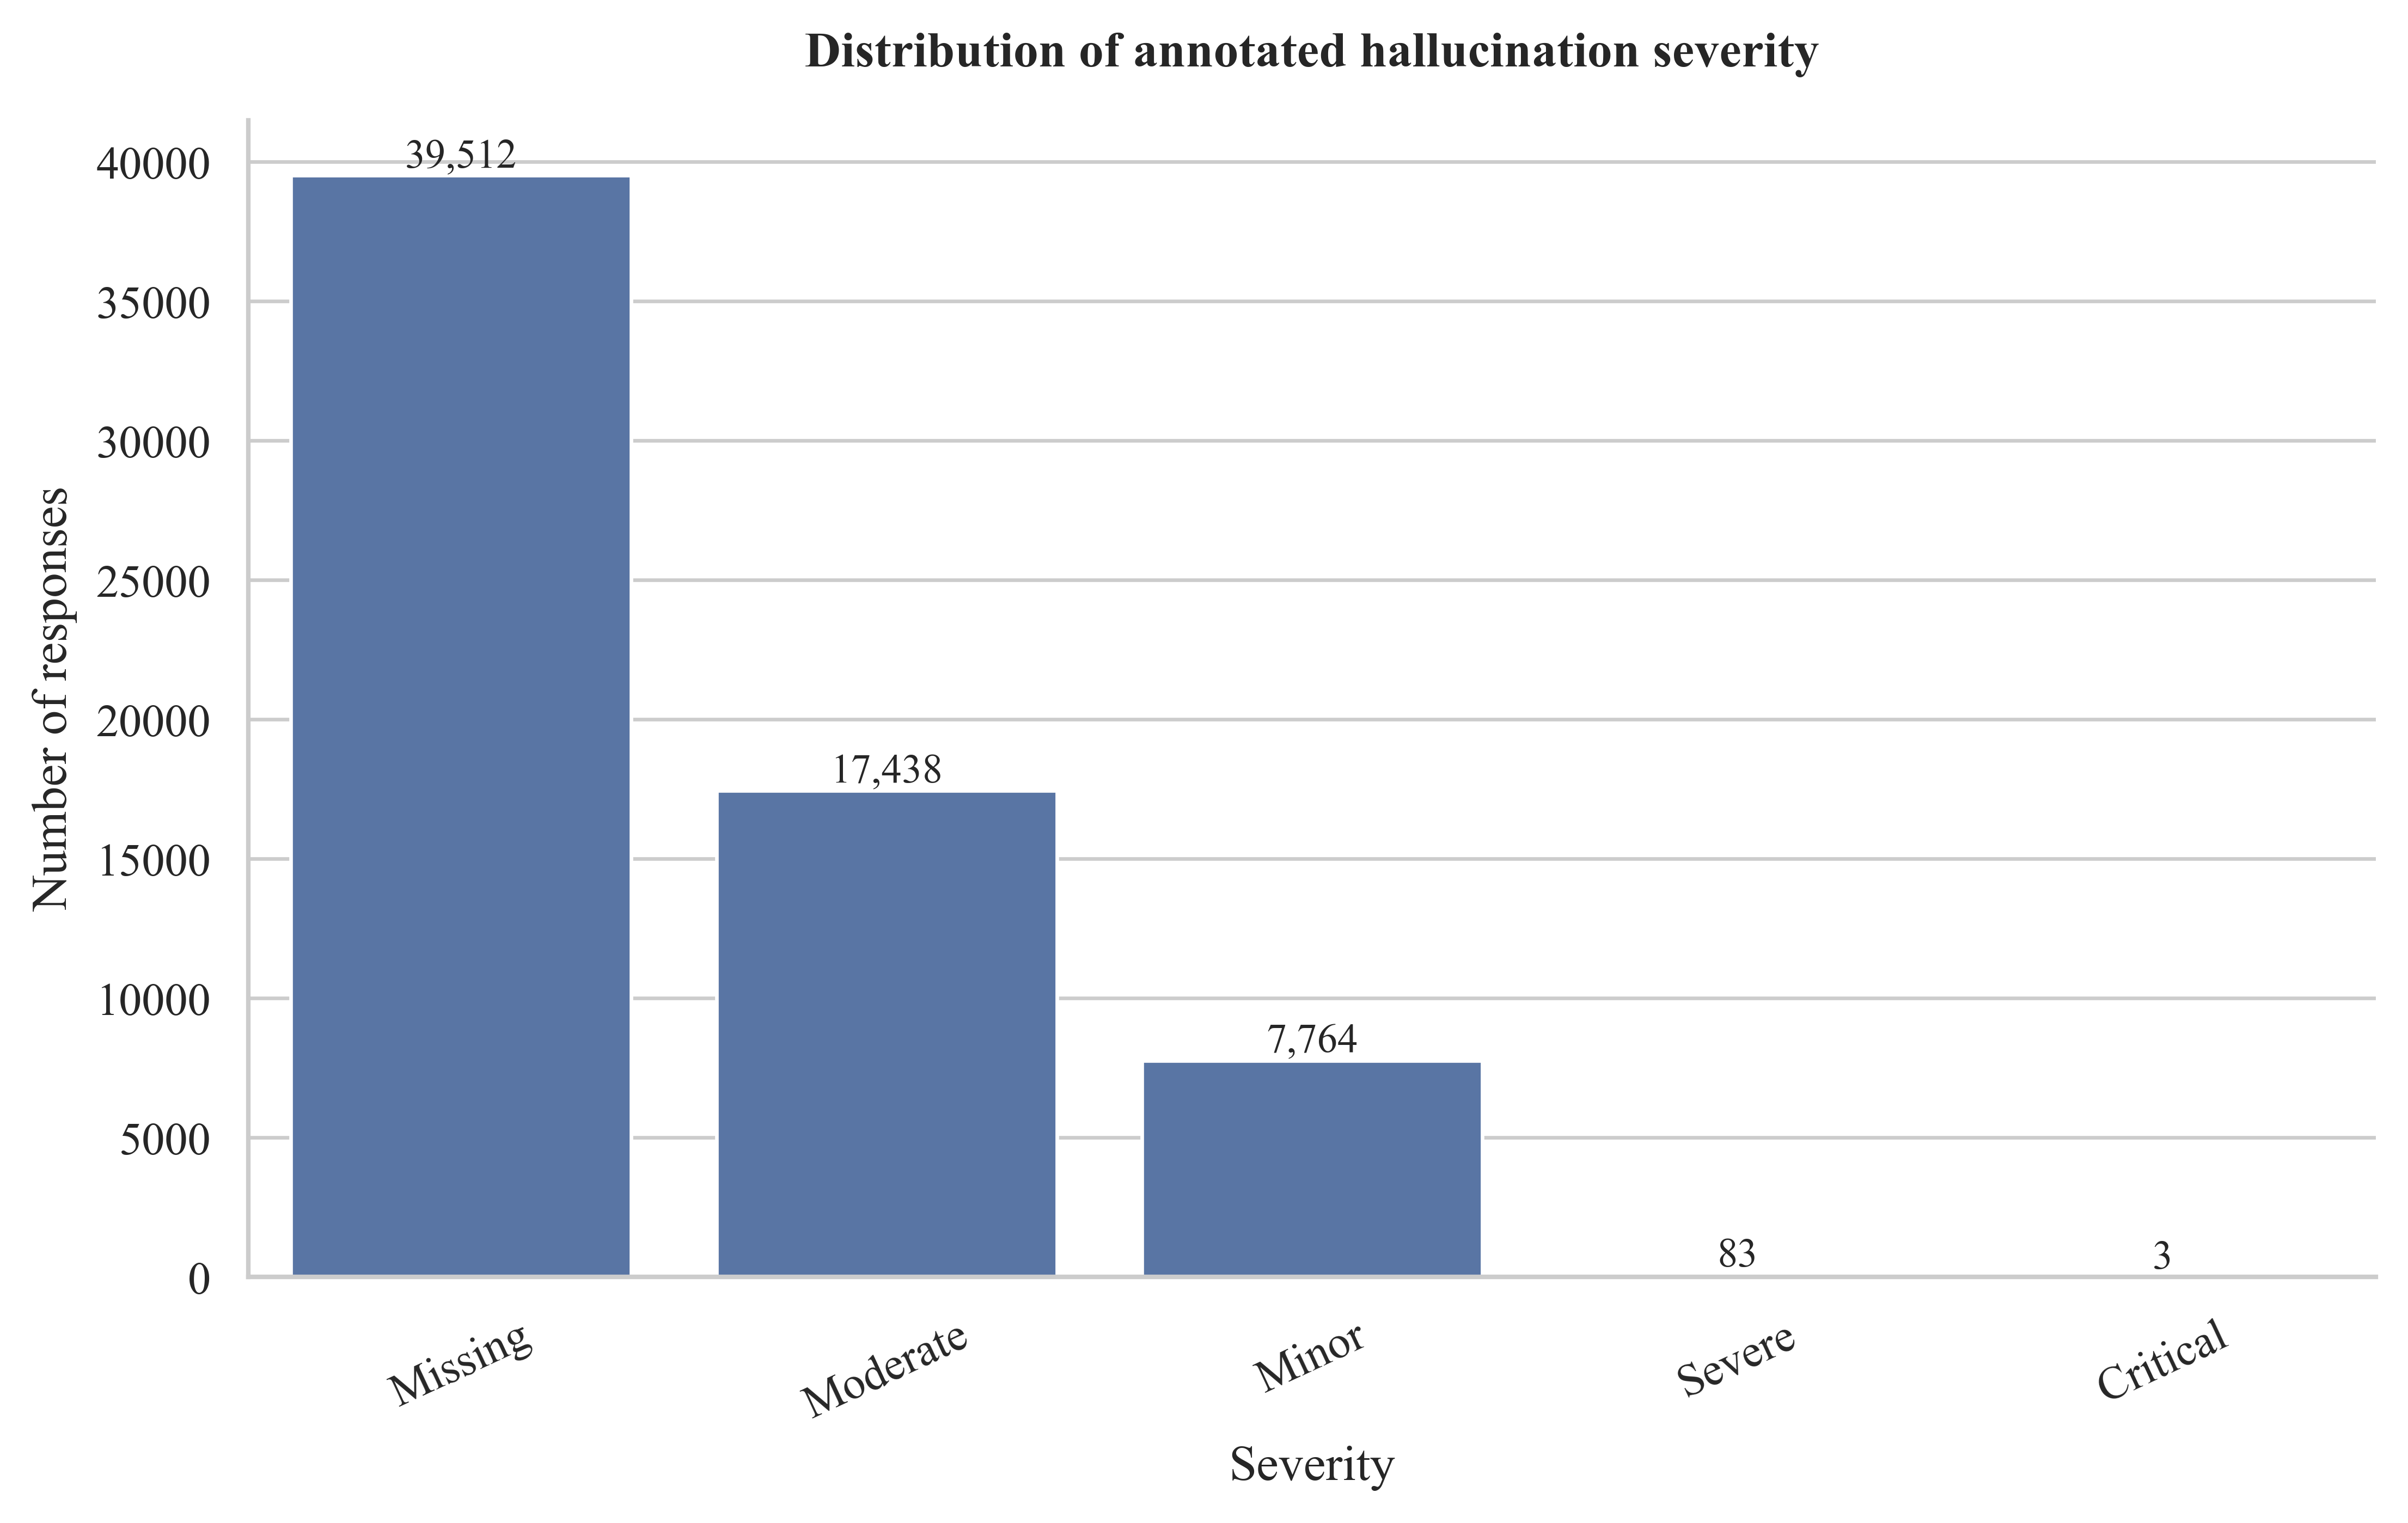 Distribution of annotated hallucination severity
Number of responses
40000
35000
30000
25000
20000
15000
10000
5000
0
39,512
17,438
7,764
83
3
Missing
Moderate
Minor
Severe
Critical
Severity